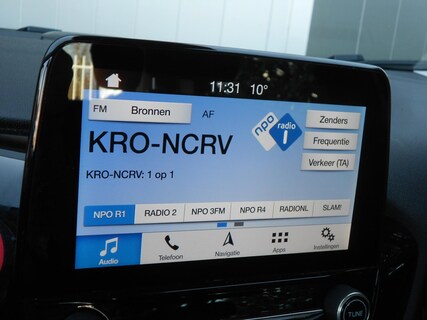 11:31 10°
FM Bronnen AF
npo radio 1
Zenders
KRO-NCRV
Frequentie
Verkeer (TA)
KRO-NCRV: 1 op 1
NPO R1 RADIO 2 NPO 3FM NPO R4 RADIONL SLAM!
Audio Telefoon Navigatie Apps Instellingen
TUNE